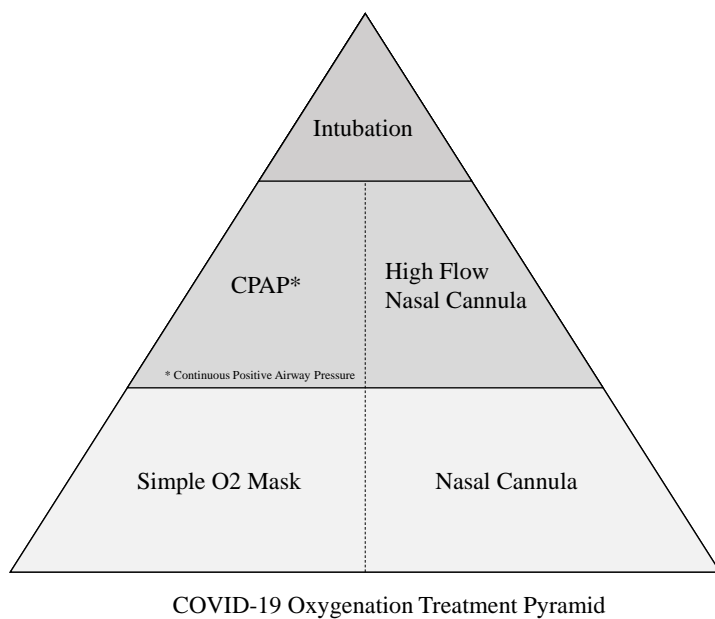 Intubation
CPAP*
High Flow
Nasal Cannula
* Continuous Positive Airway Pressure
Simple O2 Mask
Nasal Cannula
COVID-19 Oxygenation Treatment Pyramid